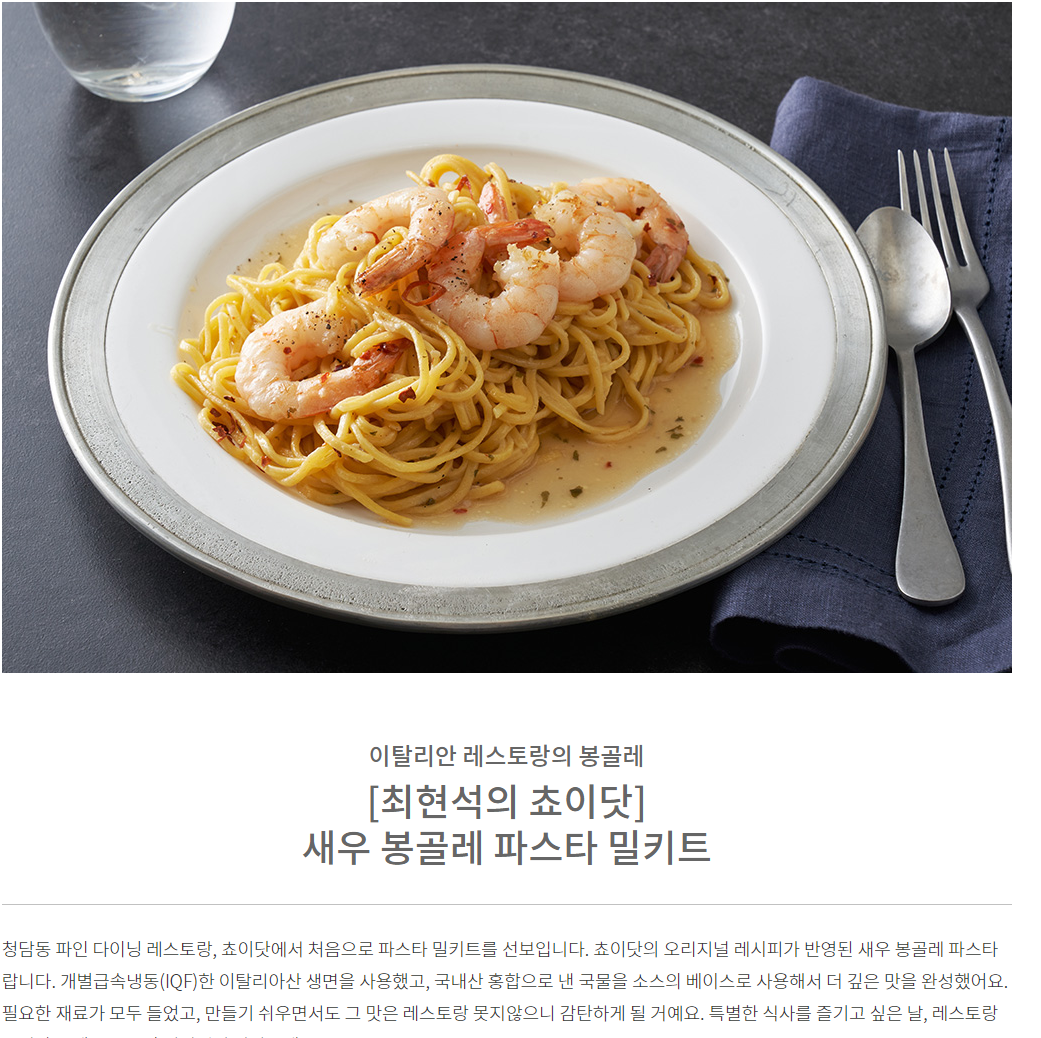 이탈리안 레스토랑의 봉골레
[최현석의 쵸이닷]
새우 봉골레 파스타 밀키트
청담동 파인 다이닝 레스토랑, 쵸이닷에서 처음으로 파스타 밀키트를 선보입니다. 쵸이닷의 오리지널 레시피가 반영된 새우 봉골레 파스타
랍니다. 개별급속냉동(IQF)한 이탈리아산 생면을 사용했고, 국내산 홍합으로 낸 국물을 소스의 베이스로 사용해서 더 깊은 맛을 완성했어요.
필요한 재료가 모두 들었고, 만들기 쉬우면서도 그 맛은 레스토랑 못지않으니 감탄하게 될 거예요. 특별한 식사를 즐기고 싶은 날, 레스토랑